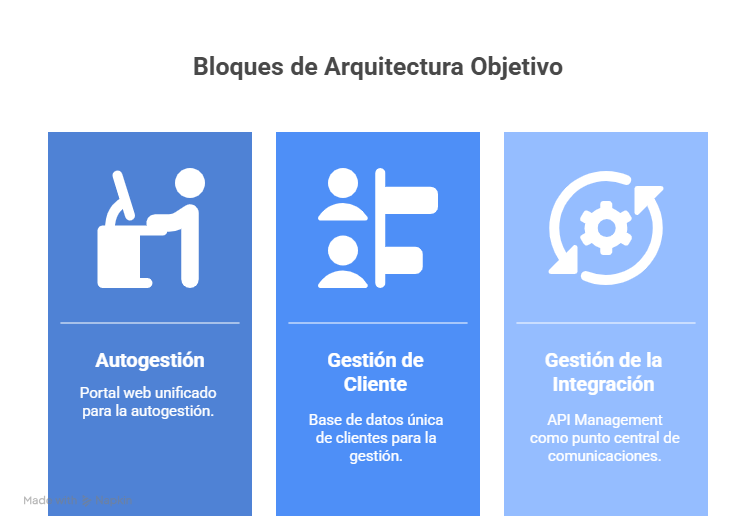 Bloques de Arquitectura Objetivo
Autogestión
Portal web unificado
para la autogestión.
Gestión de
Cliente
Base de datos única
de clientes para la
gestión.
Gestión de la
Integración
API Management
como punto central de
comunicaciones.
Made